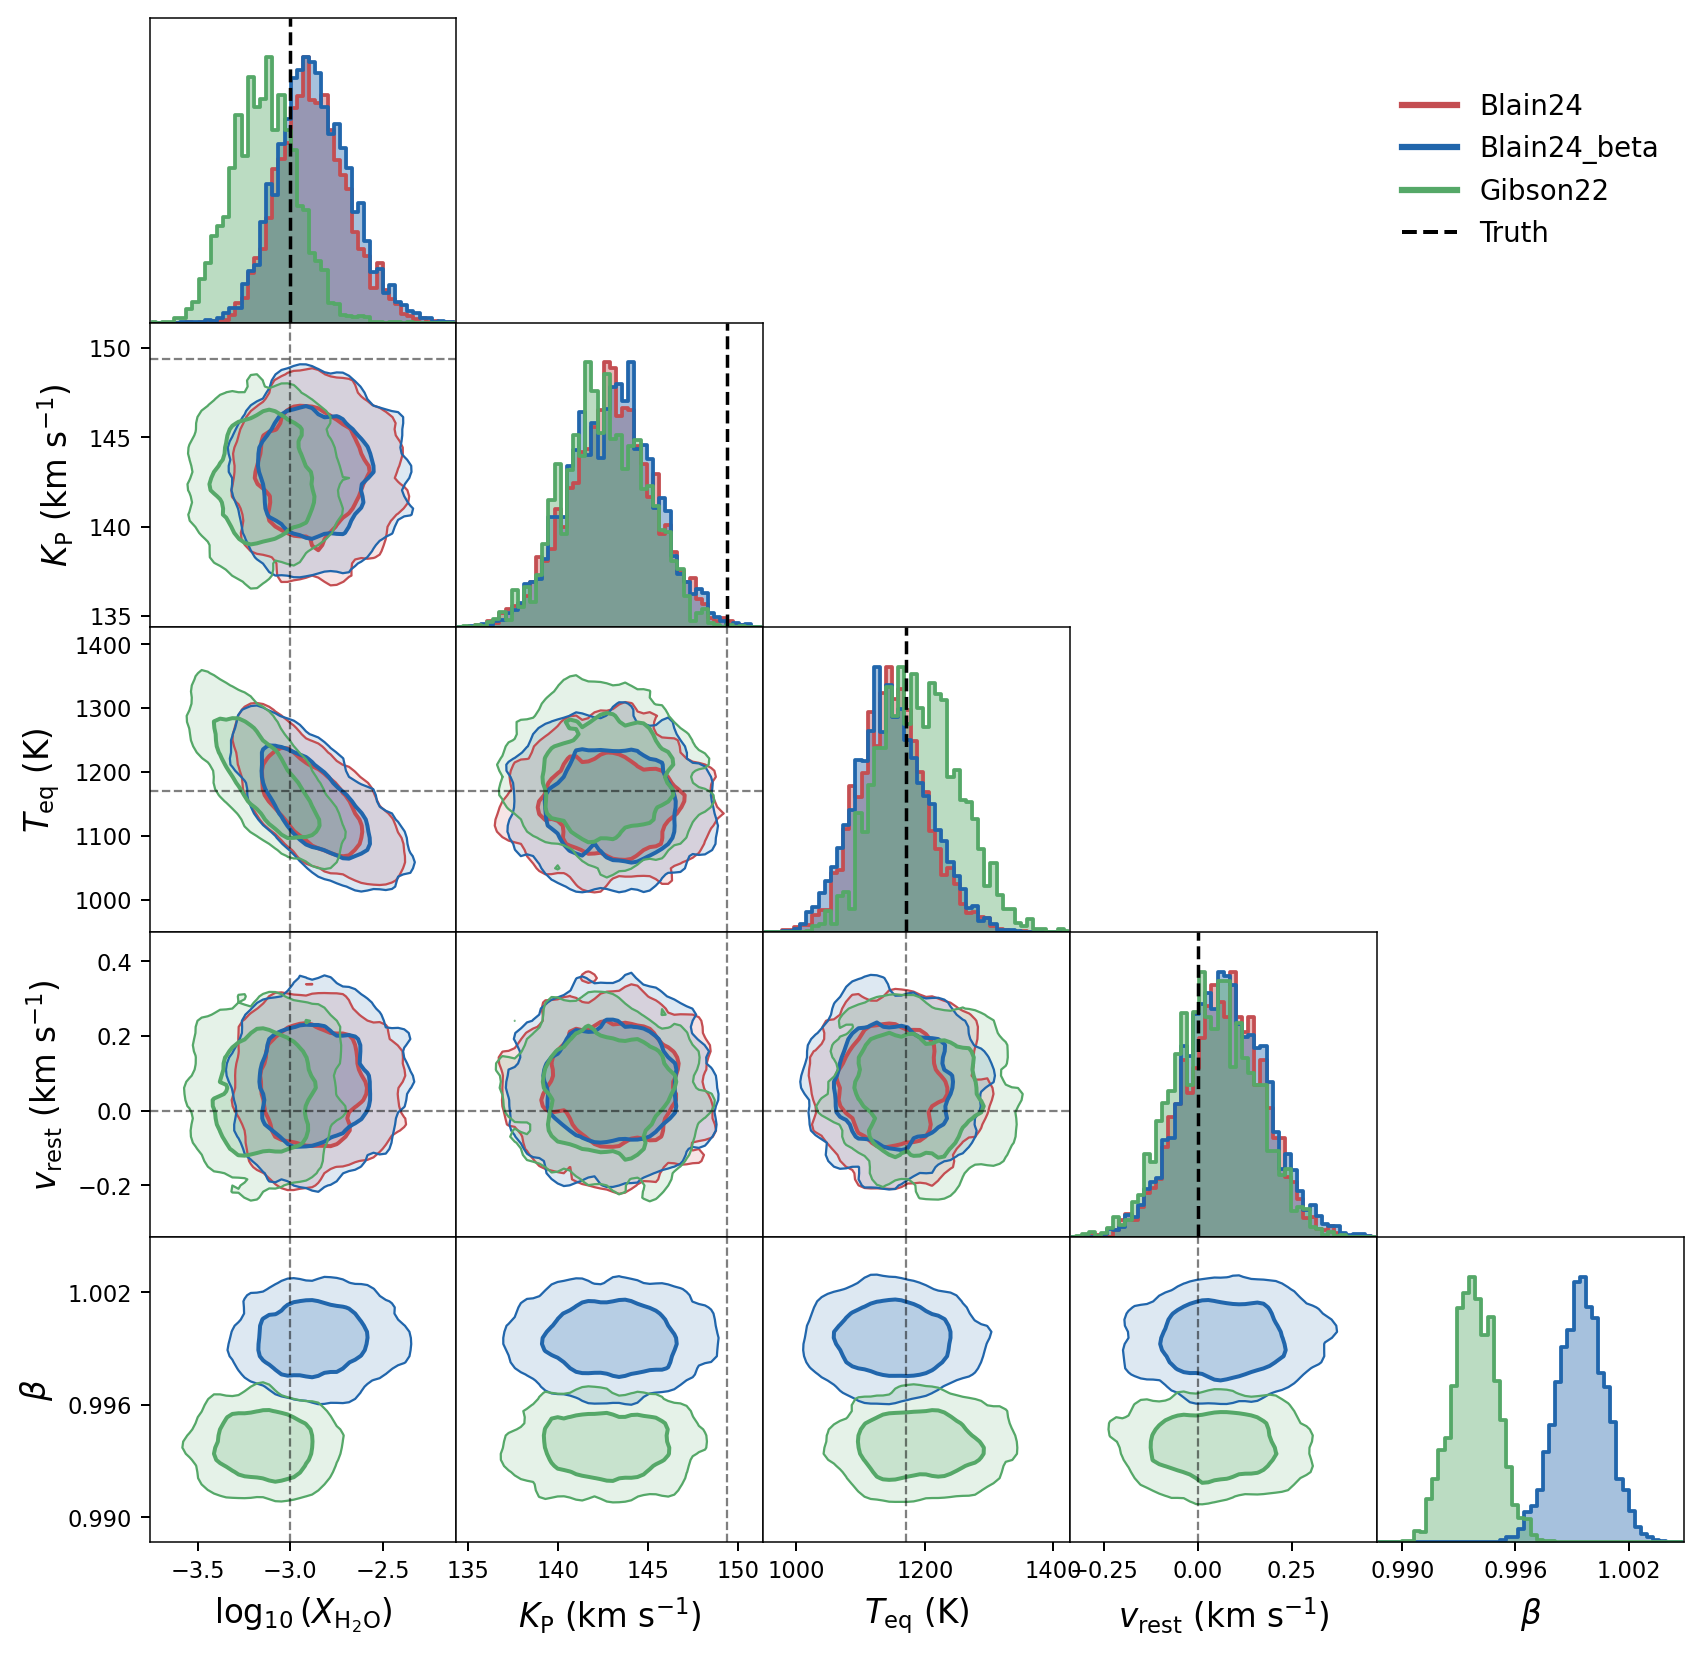 Blain24
Blain24_beta
Gibson22
Truth
150
145
140
135
K_P (km s⁻¹)
1400
1300
1200
1100
1000
T_eq (K)
0.4
0.2
0.0
−0.2
v_rest (km s⁻¹)
1.002
0.996
0.990
β
−3.5 −3.0 −2.5 135 140 145 150 1000 1200 1400 −0.25 0.00 0.25 0.990 0.996 1.002
log₁₀(X_H₂O) K_P (km s⁻¹) T_eq (K) v_rest (km s⁻¹) β